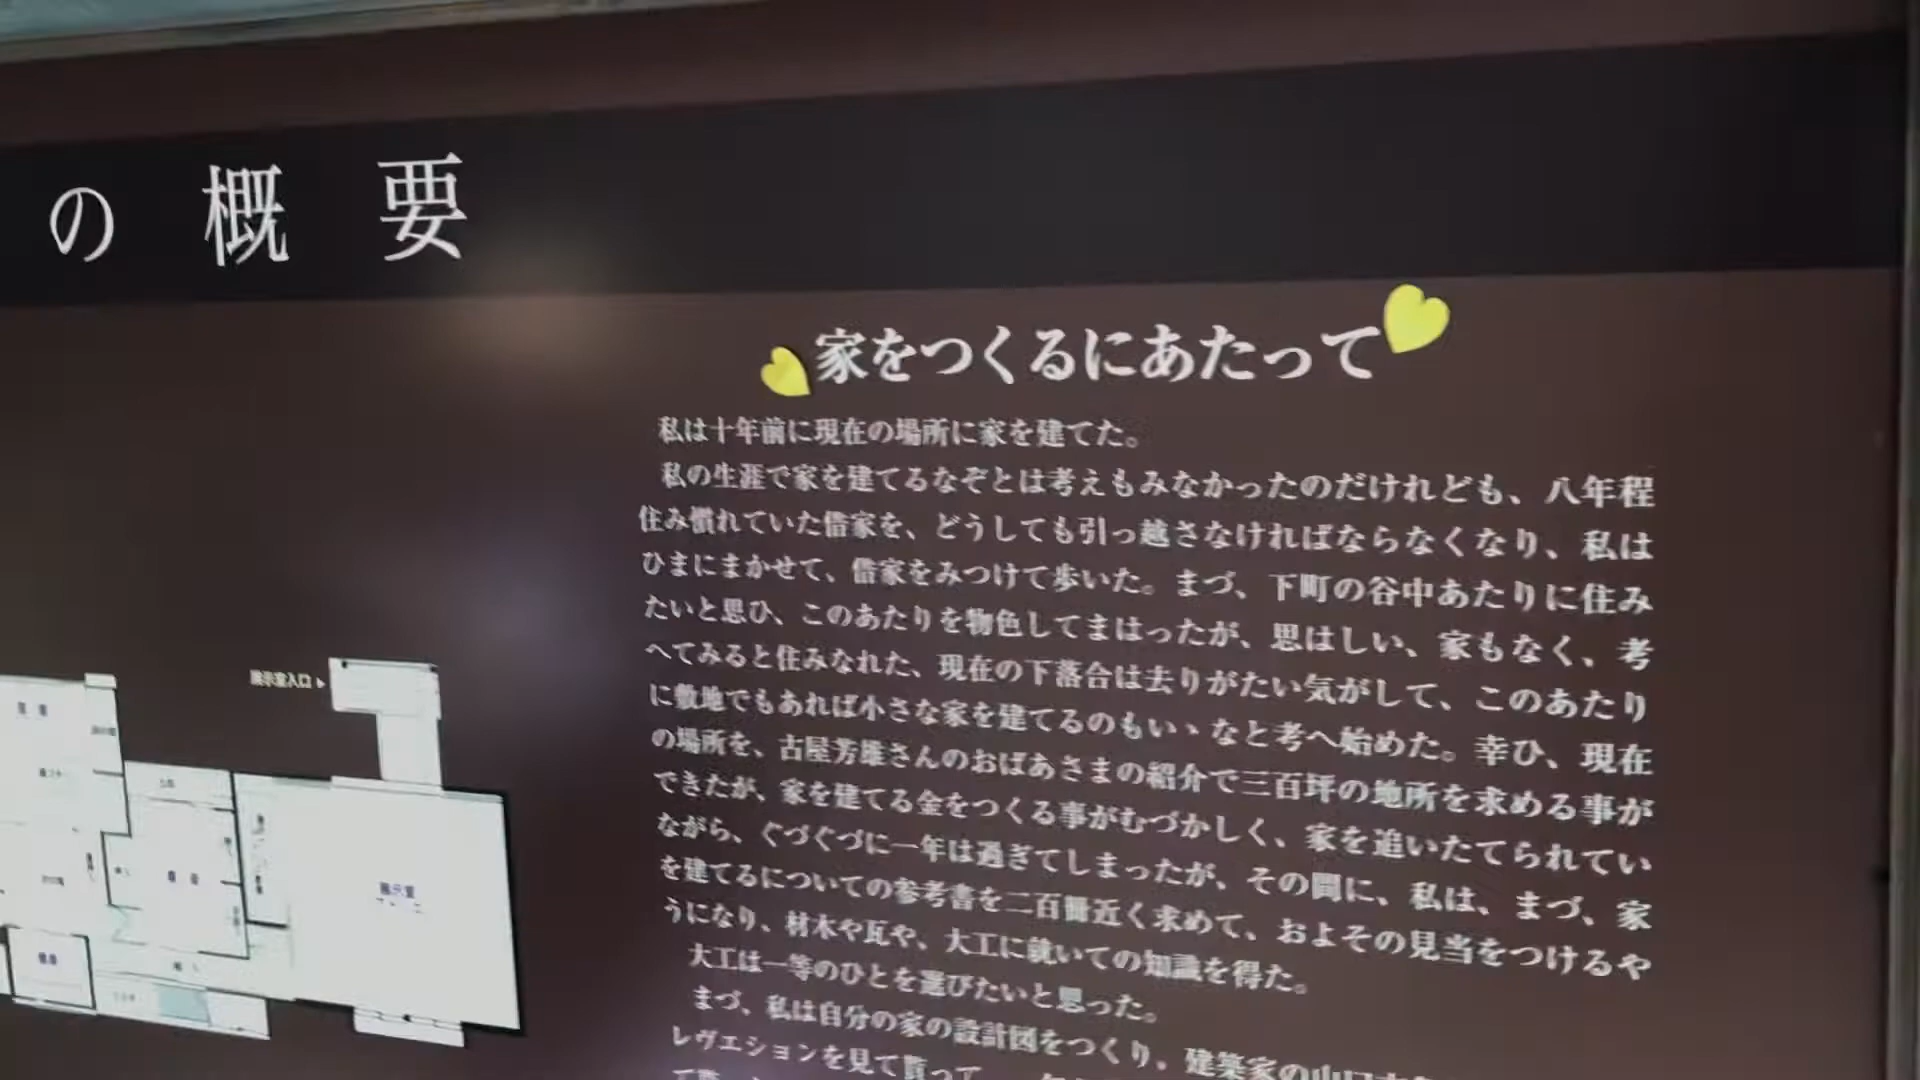 の概要
家をつくるにあたって
私は十年前に現在の場所に家を建てた。
私の生涯で家を建てるなぞとは考えもみなかったのだけれども、八年程
住み慣れていた借家を、どうしても引っ越さなければならなくなり、私は
ひまにまかせて、借家をみつけて歩いた。まづ、下町の谷中あたりに住み
たいと思ひ、このあたりを物色してまはったが、思はしい、家もなく、考
へてみると住みなれた、現在の下落合は去りがたい気がして、このあたり
に敷地でもあれば小さな家を建てるのもいゝなと考へ始めた。幸ひ、現在
の場所を、古屋芳雄さんのおばあさまの紹介で三百坪の地所を求める事が
できたが、家を建てる金をつくる事がむづかしく、家を追いたてられてい
ながら、ぐづぐづに一年は過ぎてしまったが、その間に、私は、まづ、家
を建てるについての参考書を二百冊近く求めて、およその見当をつけるや
うになり、材木や瓦や、大工に就いての知識を得た。
大工は一等のひとを選びたいと思った。
まづ、私は自分の家の設計図をつくり、建築家の山口
レヴエションを見て貰って、
展示室入口▶
展示室